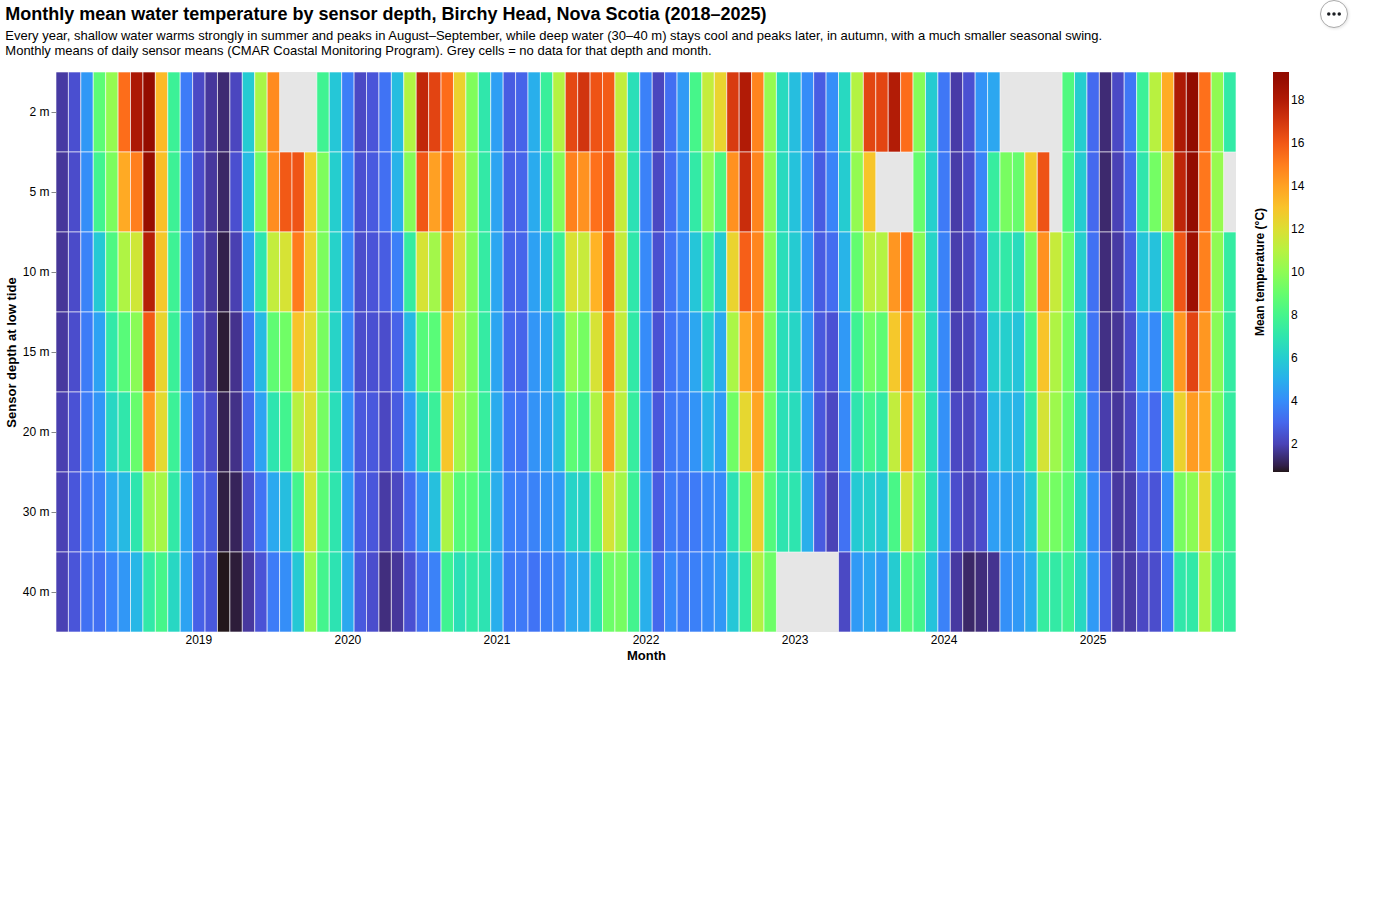 Monthly mean water temperature by sensor depth, Birchy Head, Nova Scotia (2018–2025)
Every year, shallow water warms strongly in summer and peaks in August–September, while deep water (30–40 m) stays cool and peaks later, in autumn, with a much smaller seasonal swing.
Monthly means of daily sensor means (CMAR Coastal Monitoring Program). Grey cells = no data for that depth and month.
Sensor depth at low tide
2 m
5 m
10 m
15 m
20 m
30 m
40 m
2019
2020
2021
2022
2023
2024
2025
Month
Mean temperature (°C)
18
16
14
12
10
8
6
4
2